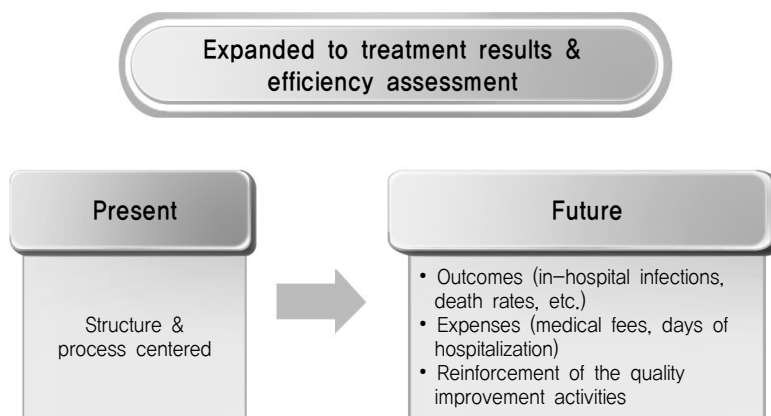 Expanded to treatment results &
efficiency assessment
Present
Structure &
process centered
Future
• Outcomes (in-hospital infections,
death rates, etc.)
• Expenses (medical fees, days of
hospitalization)
• Reinforcement of the quality
improvement activities